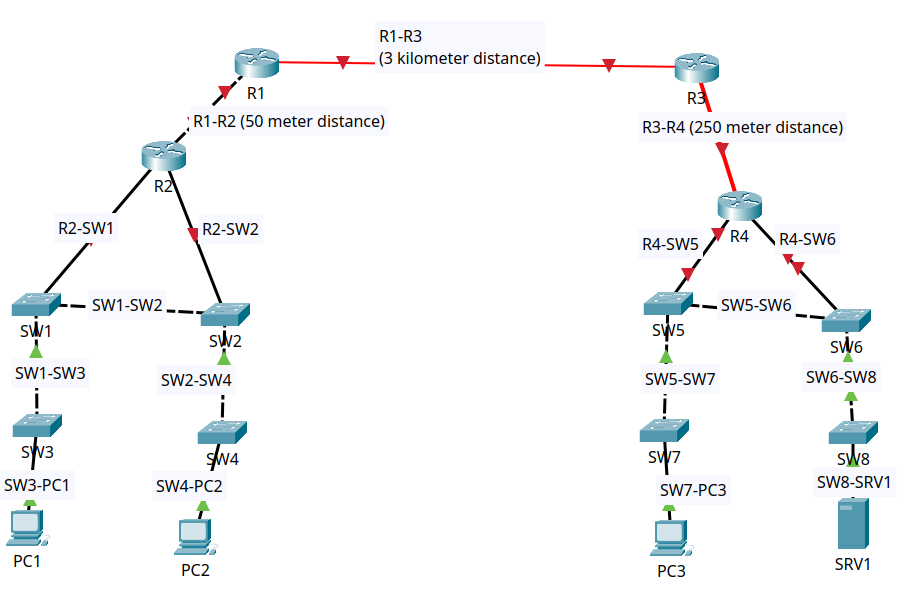 R1-R3
(3 kilometer distance)
R1
R3
R1-R2 (50 meter distance)
R3-R4 (250 meter distance)
R2
R4
R2-SW1
R2-SW2
R4-SW5
R4-SW6
SW1-SW2
SW5-SW6
SW1
SW2
SW5
SW6
SW1-SW3
SW2-SW4
SW5-SW7
SW6-SW8
SW3
SW4
SW7
SW8
SW3-PC1
SW4-PC2
SW7-PC3
SW8-SRV1
PC1
PC2
PC3
SRV1